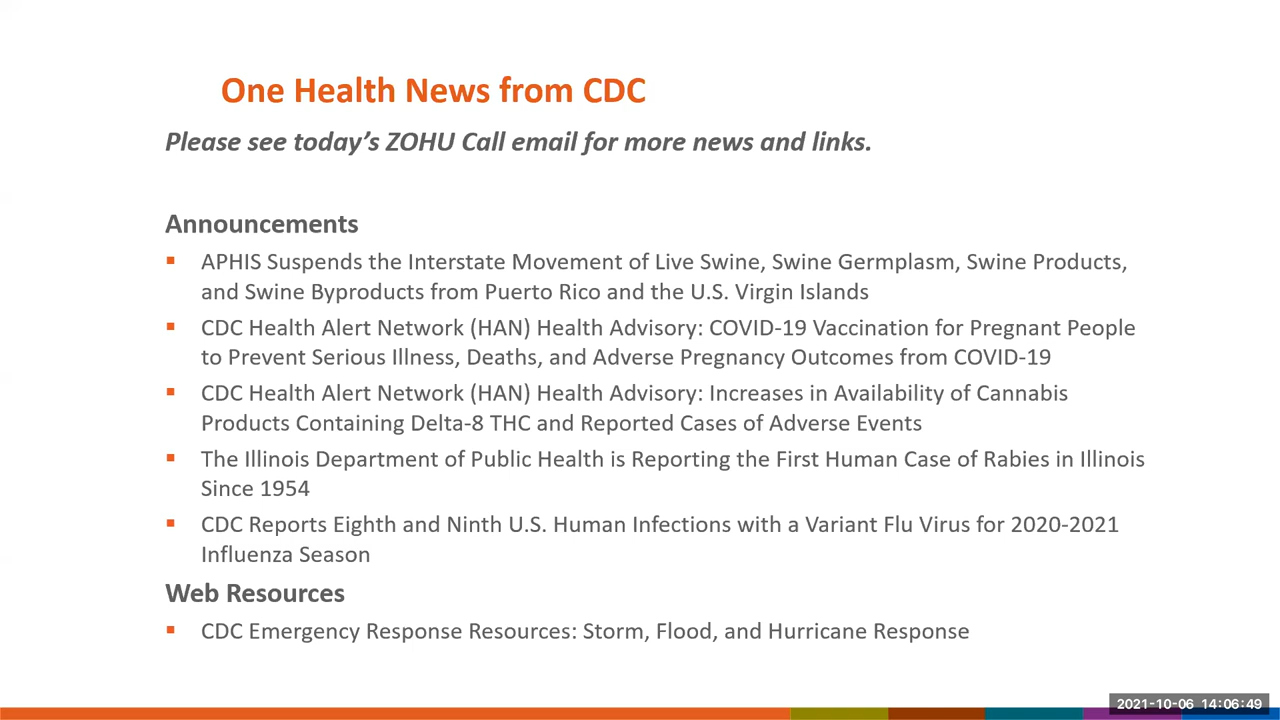 One Health News from CDC
Please see today’s ZOHU Call email for more news and links.
Announcements
▪ APHIS Suspends the Interstate Movement of Live Swine, Swine Germplasm, Swine Products,
and Swine Byproducts from Puerto Rico and the U.S. Virgin Islands
▪ CDC Health Alert Network (HAN) Health Advisory: COVID-19 Vaccination for Pregnant People
to Prevent Serious Illness, Deaths, and Adverse Pregnancy Outcomes from COVID-19
▪ CDC Health Alert Network (HAN) Health Advisory: Increases in Availability of Cannabis
Products Containing Delta-8 THC and Reported Cases of Adverse Events
▪ The Illinois Department of Public Health is Reporting the First Human Case of Rabies in Illinois
Since 1954
▪ CDC Reports Eighth and Ninth U.S. Human Infections with a Variant Flu Virus for 2020-2021
Influenza Season
Web Resources
▪ CDC Emergency Response Resources: Storm, Flood, and Hurricane Response
2021-10-06 14:06:49